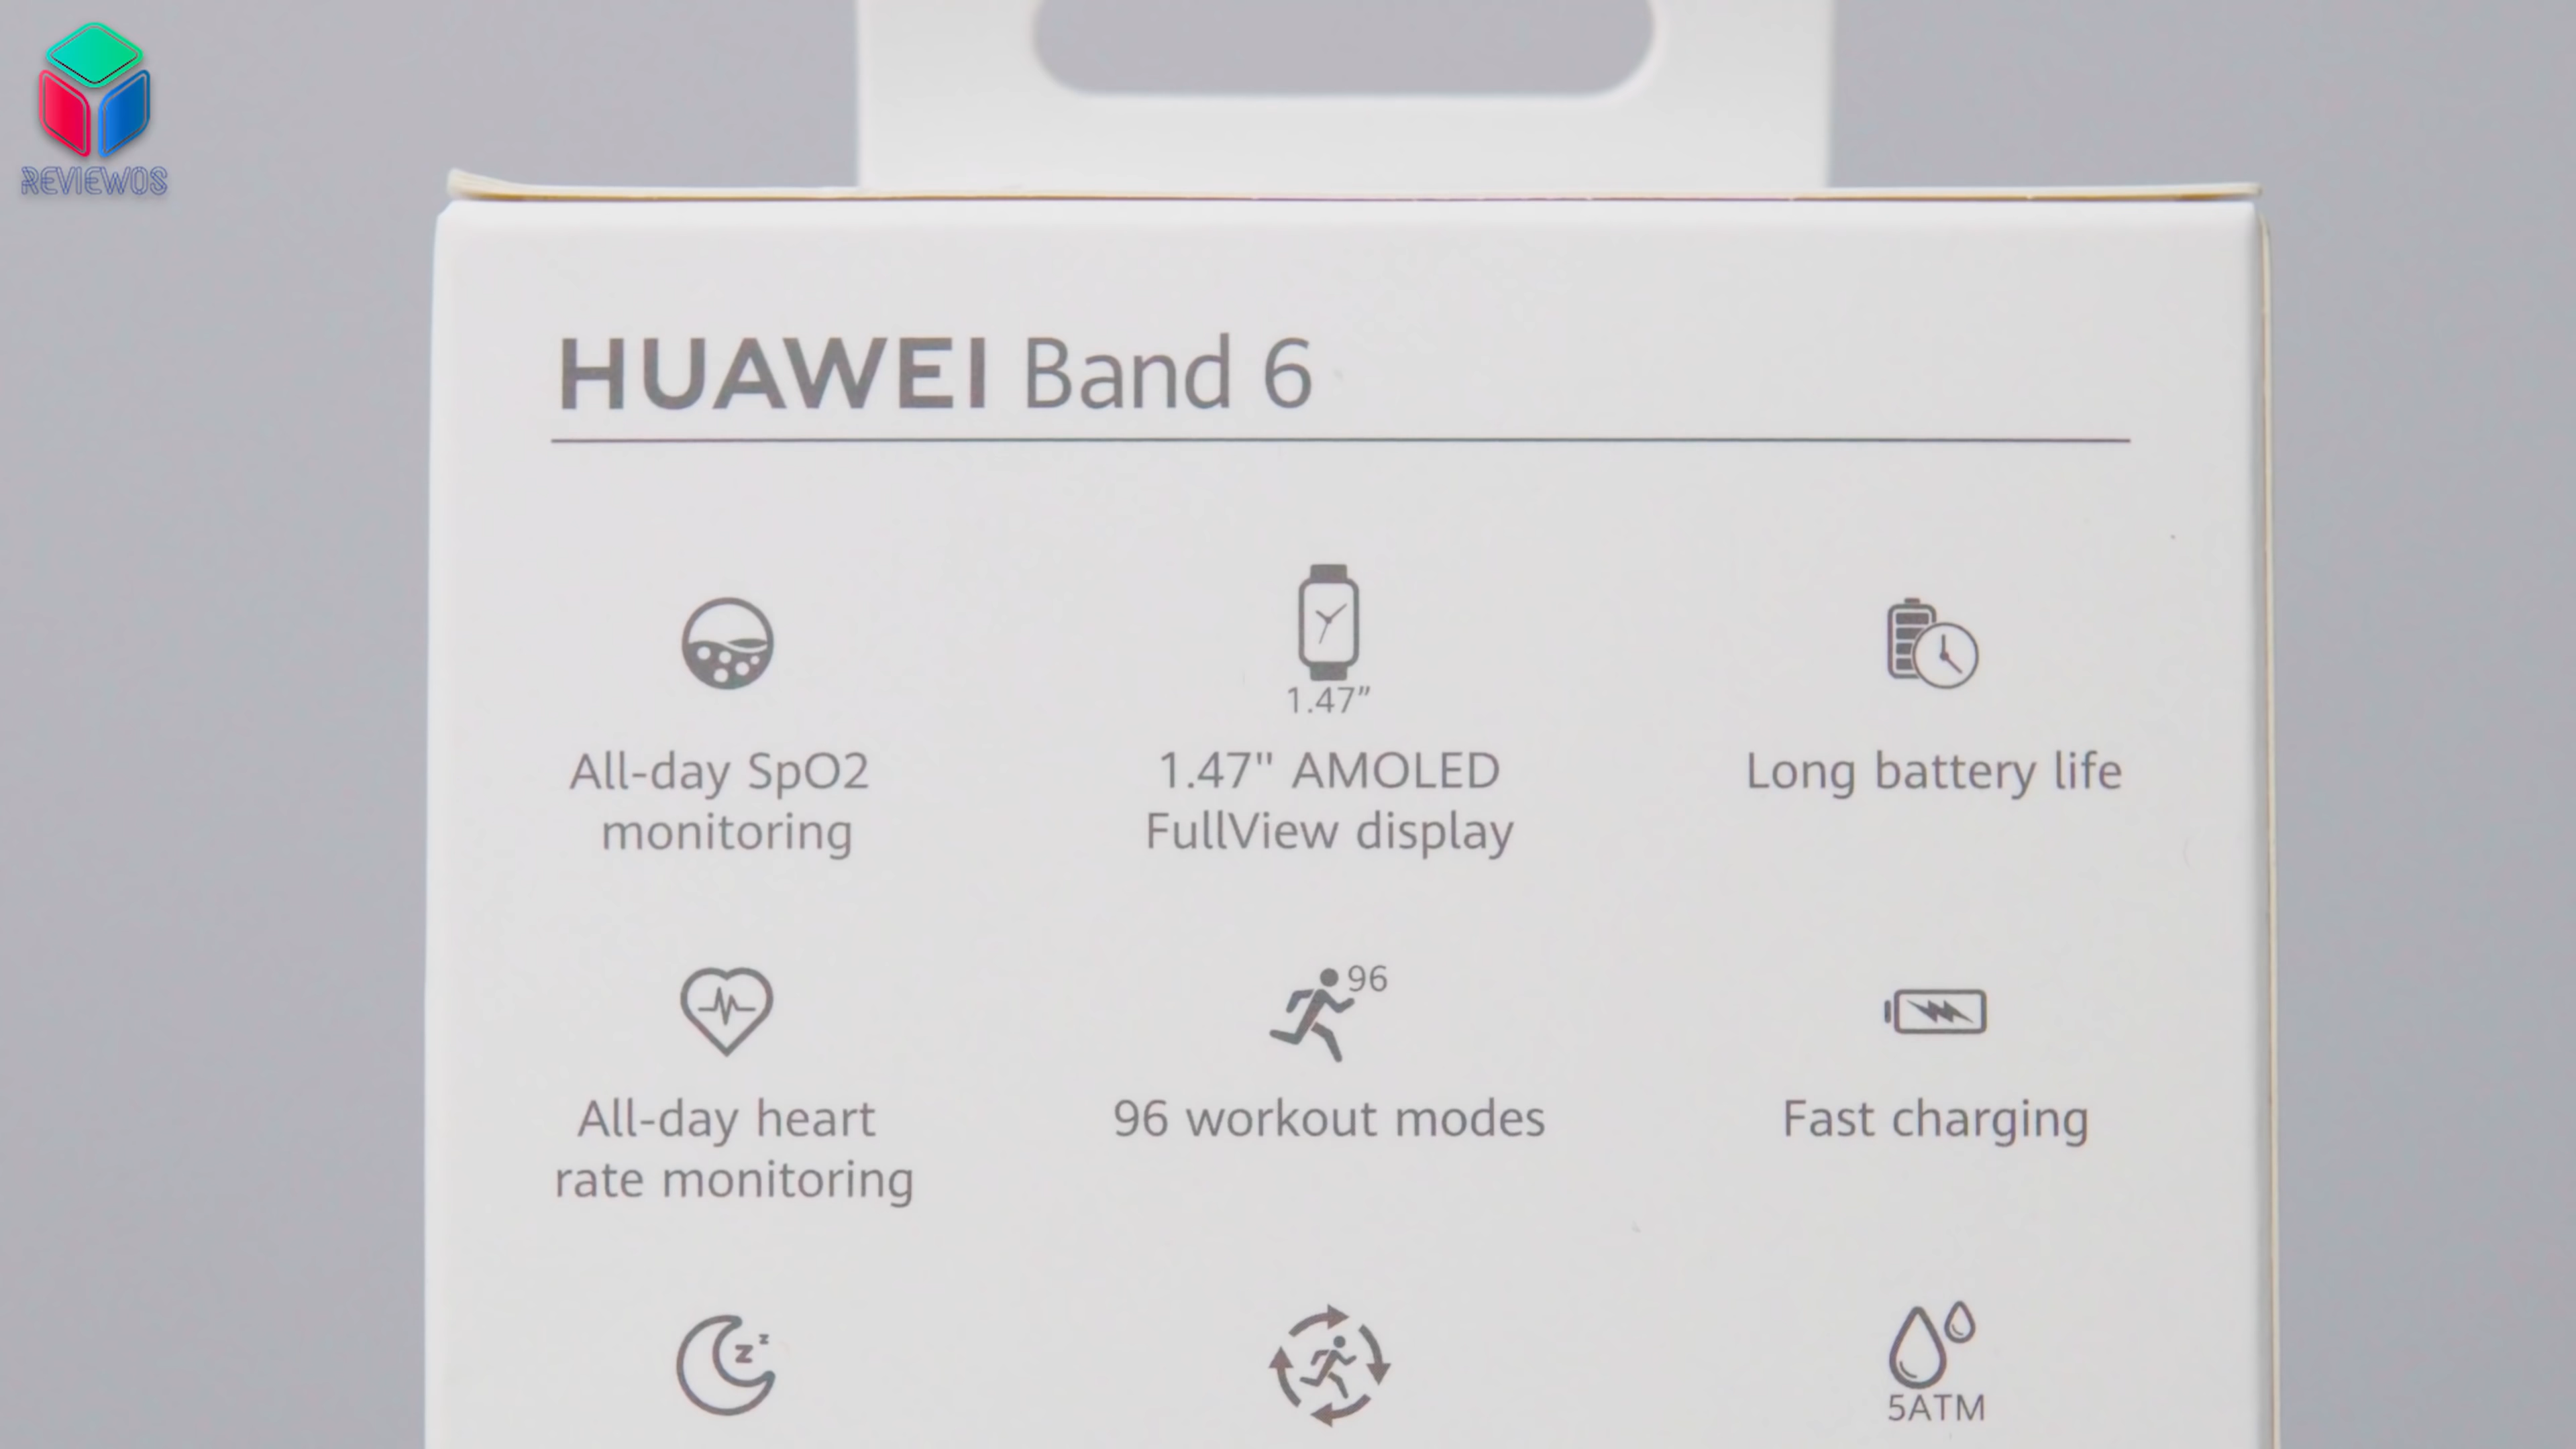 REVIEWOS
HUAWEI Band 6
1.47”
All-day SpO2
monitoring
1.47" AMOLED
FullView display
Long battery life
96
All-day heart
rate monitoring
96 workout modes
Fast charging
z z
5ATM